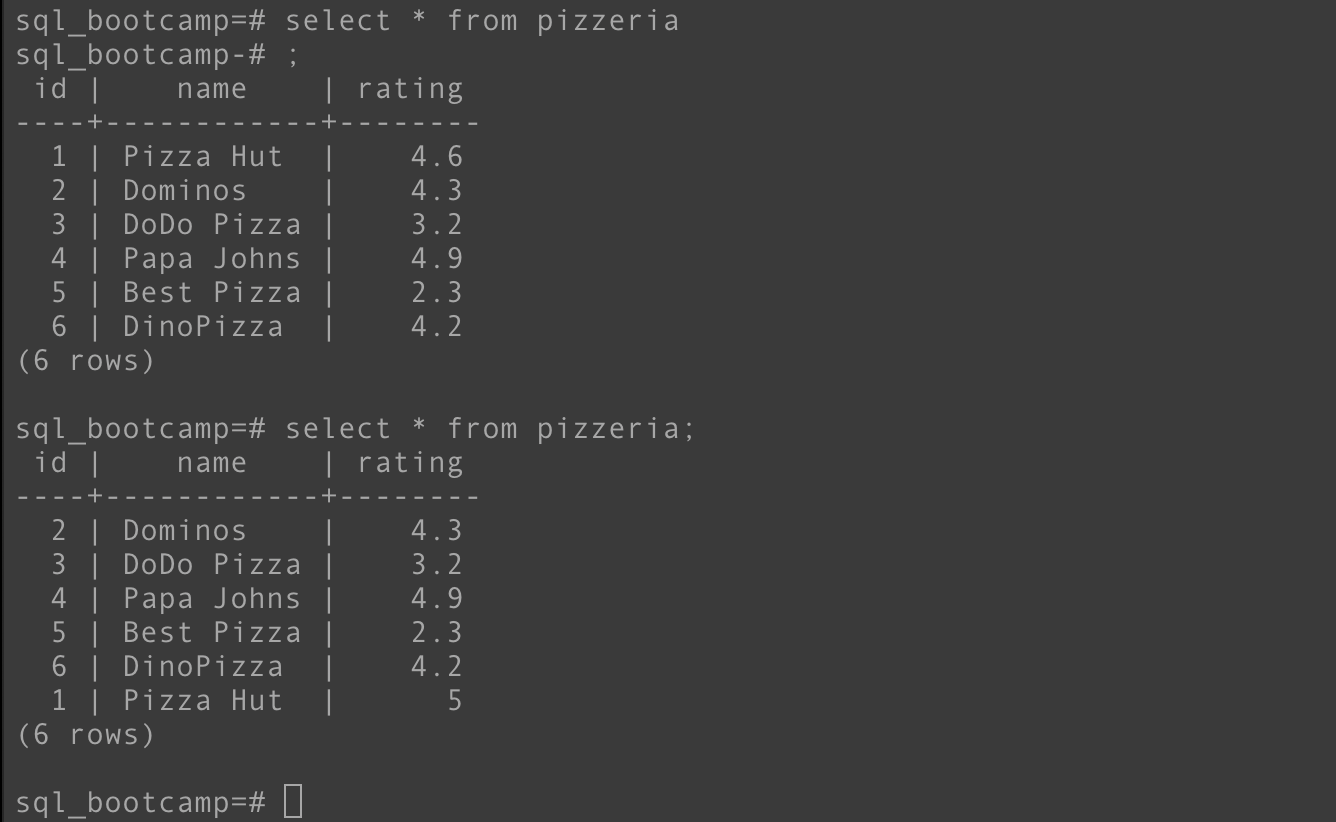 sql_bootcamp=# select * from pizzeria
sql_bootcamp-# ;
 id |    name    | rating
----+------------+--------
  1 | Pizza Hut  |    4.6
  2 | Dominos    |    4.3
  3 | DoDo Pizza |    3.2
  4 | Papa Johns |    4.9
  5 | Best Pizza |    2.3
  6 | DinoPizza  |    4.2
(6 rows)

sql_bootcamp=# select * from pizzeria;
 id |    name    | rating
----+------------+--------
  2 | Dominos    |    4.3
  3 | DoDo Pizza |    3.2
  4 | Papa Johns |    4.9
  5 | Best Pizza |    2.3
  6 | DinoPizza  |    4.2
  1 | Pizza Hut  |      5
(6 rows)

sql_bootcamp=#